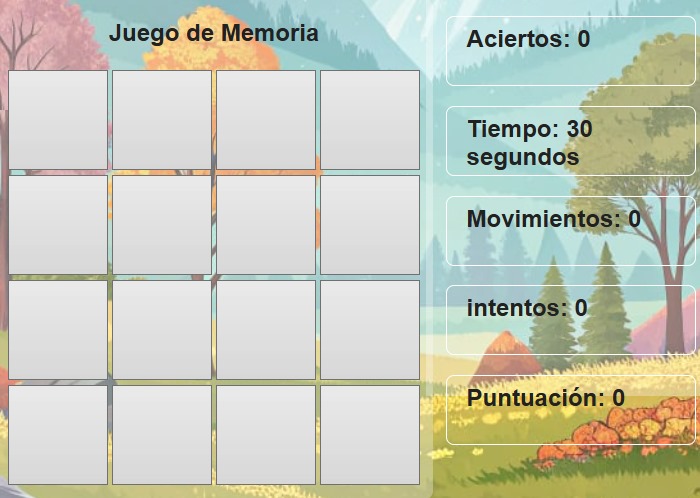 Juego de Memoria
Aciertos: 0
Tiempo: 30
segundos
Movimientos: 0
intentos: 0
Puntuación: 0